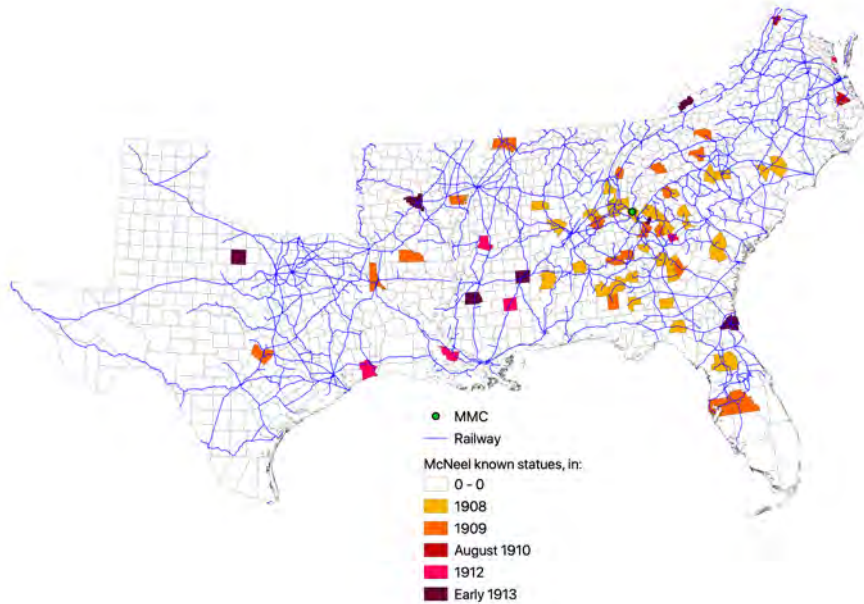 MMC
Railway
McNeel known statues, in:
0 - 0
1908
1909
August 1910
1912
Early 1913